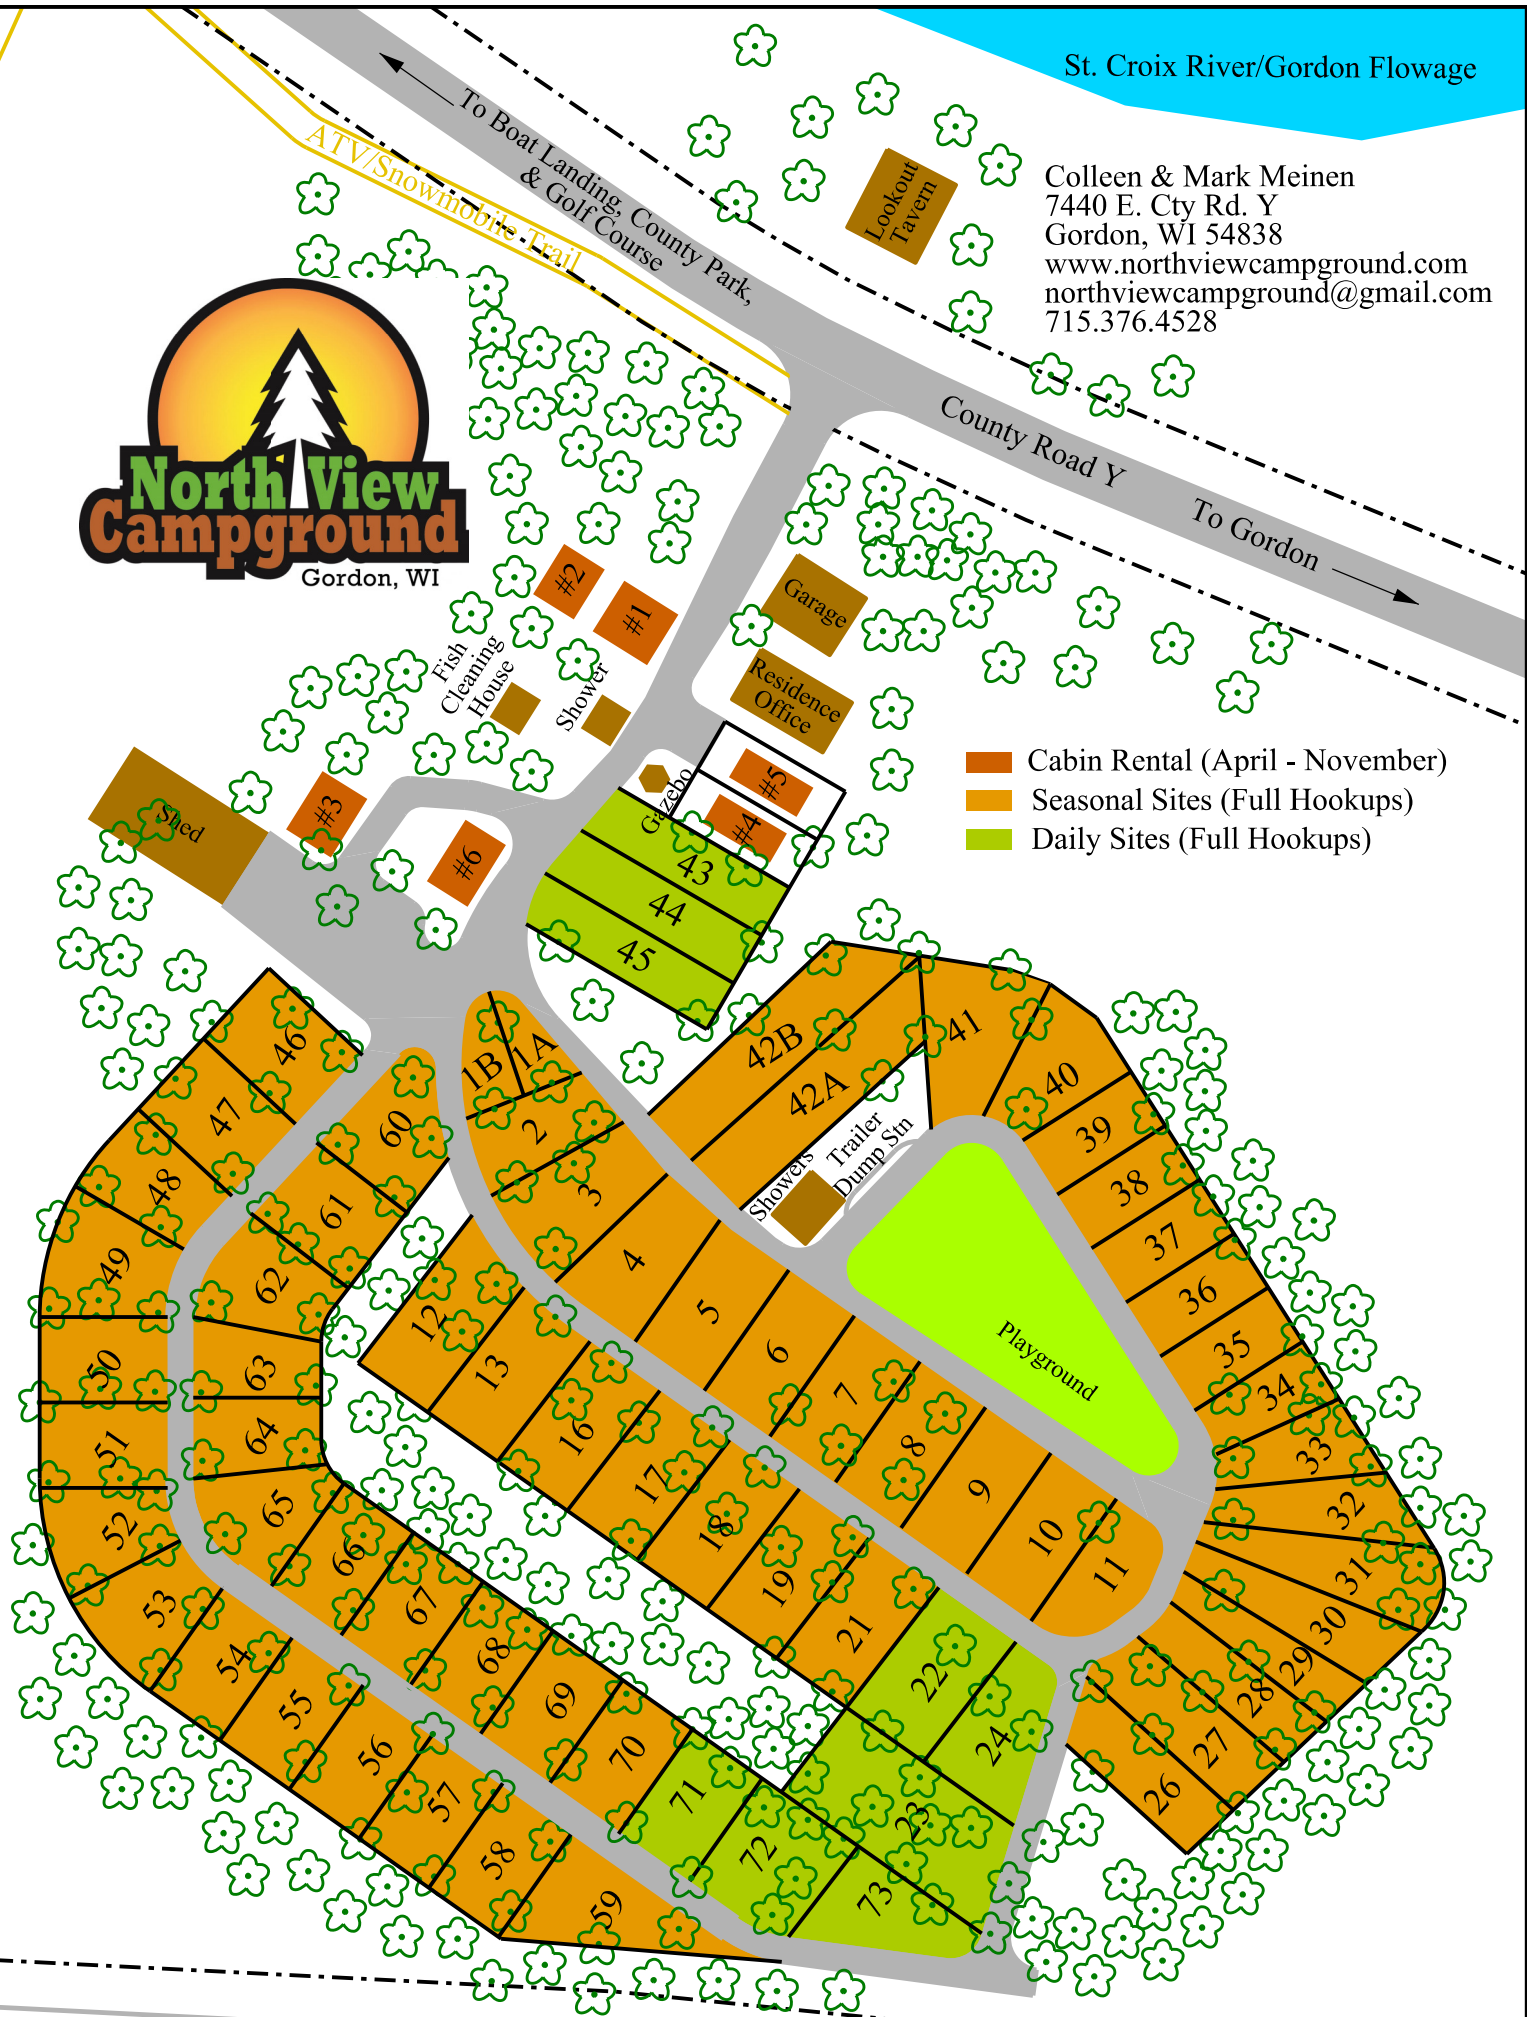 St. Croix River/Gordon Flowage
To Boat Landing, County Park,
& Golf Course
ATV/Snowmobile Trail
Lookout
Tavern
Colleen & Mark Meinen
7440 E. Cty Rd. Y
Gordon, WI 54838
www.northviewcampground.com
northviewcampground@gmail.com
715.376.4528
North View
Campground
Gordon, WI
County Road Y
To Gordon
#2
#1
Garage
Fish
Cleaning
House
Shower
Residence
Office
Gazebo
#5
#4
#3
#6
Shed
Cabin Rental (April - November)
Seasonal Sites (Full Hookups)
Daily Sites (Full Hookups)
43
44
45
42B
42A
41
40
39
38
37
36
35
34
33
32
31
30
29
28
27
26
Showers
Trailer
Dump Stn
Playground
1B
1A
2
3
4
5
6
7
8
9
10
11
12
13
16
17
18
19
21
22
24
23
46
47
48
49
50
51
52
53
54
55
56
57
58
59
60
61
62
63
64
65
66
67
68
69
70
71
72
73